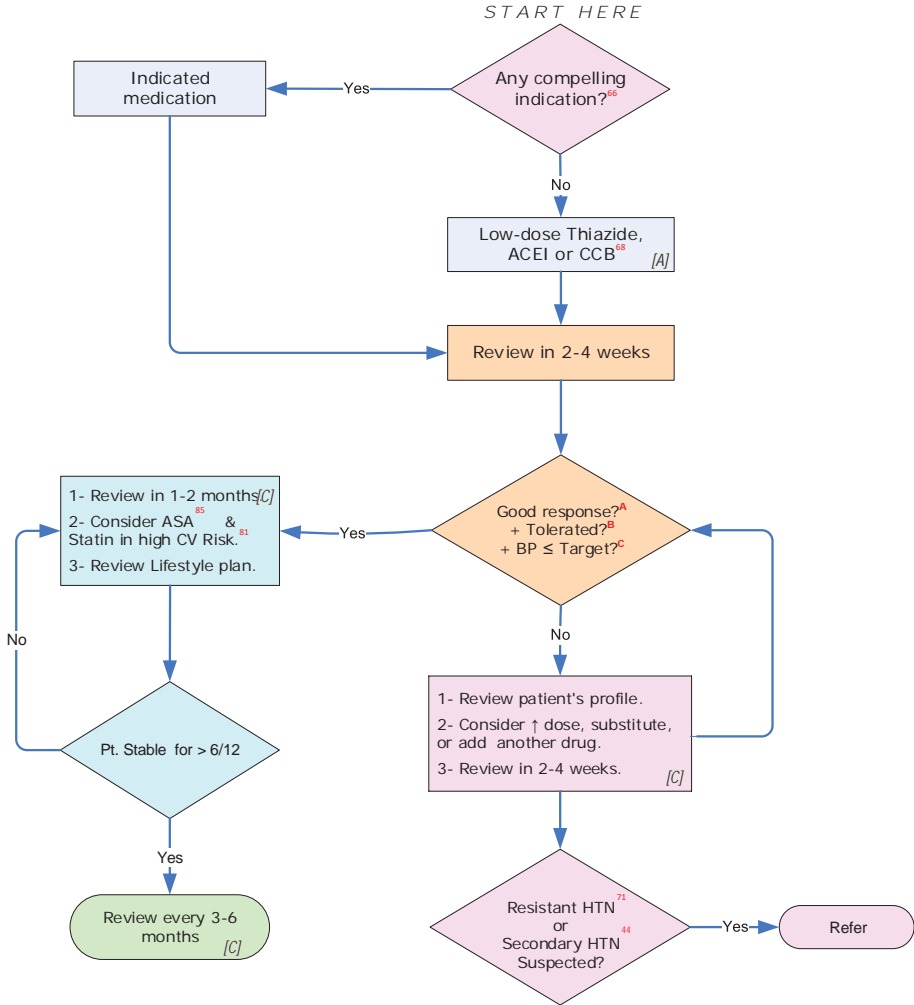 START HERE
Any compelling
indication?66
Yes
Indicated
medication
No
Low-dose Thiazide,
ACEI or CCB68
[A]
Review in 2-4 weeks
Good response?A
+ Tolerated?B
+ BP ≤ Target?C
Yes
1- Review in 1-2 months[C]
2- Consider ASA85 &
Statin in high CV Risk.81
3- Review Lifestyle plan.
No
No
1- Review patient's profile.
2- Consider ↑ dose, substitute,
or add another drug.
3- Review in 2-4 weeks.
[C]
Pt. Stable for > 6/12
Yes
Review every 3-6
months
[C]
Resistant HTN71
or
Secondary HTN44
Suspected?
Yes
Refer